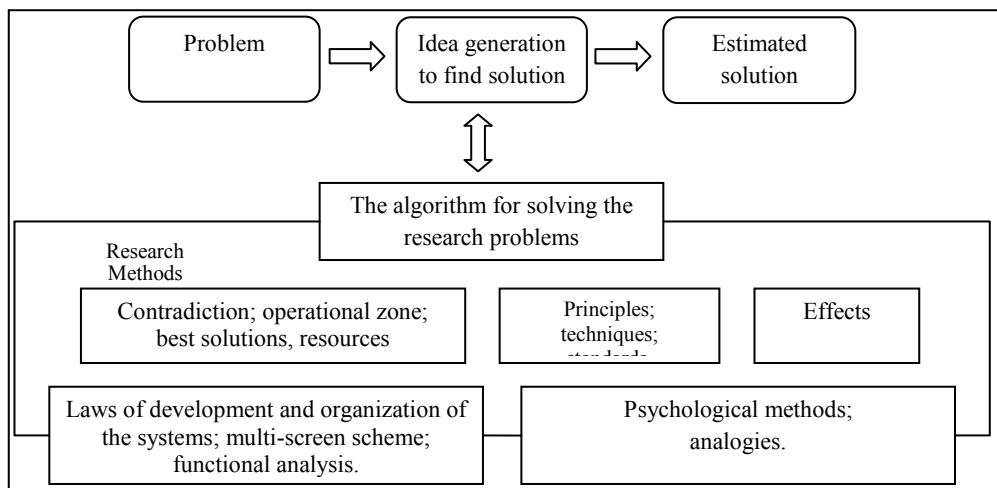 Problem
Idea generation
to find solution
Estimated
solution
The algorithm for solving the
research problems
Research
Methods
Contradiction; operational zone;
best solutions, resources
Principles;
techniques;
Effects
Laws of development and organization of
the systems; multi-screen scheme;
functional analysis.
Psychological methods;
analogies.